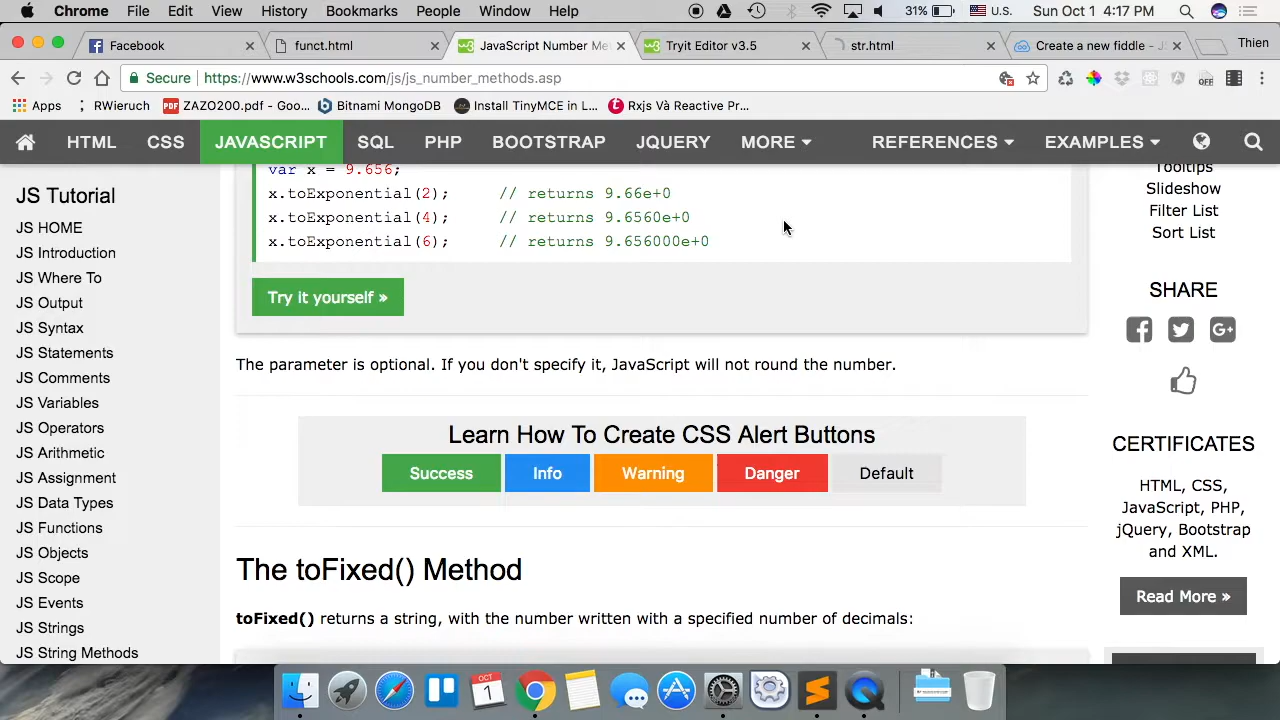 Chrome File Edit View History Bookmarks People Window Help 31% U.S. Sun Oct 1 4:17 PM
Facebook funct.html JavaScript Number Me Tryit Editor v3.5 str.html Create a new fiddle - JS Thien
Secure https://www.w3schools.com/js/js_number_methods.asp
Apps RWieruch ZAZO200.pdf - Goo... Bitnami MongoDB Install TinyMCE in L... Rxjs Và Reactive Pr...
HTML CSS JAVASCRIPT SQL PHP BOOTSTRAP JQUERY MORE REFERENCES EXAMPLES
JS Tutorial
JS HOME
JS Introduction
JS Where To
JS Output
JS Syntax
JS Statements
JS Comments
JS Variables
JS Operators
JS Arithmetic
JS Assignment
JS Data Types
JS Functions
JS Objects
JS Scope
JS Events
JS Strings
JS String Methods
var x = 9.656;
x.toExponential(2); // returns 9.66e+0
x.toExponential(4); // returns 9.6560e+0
x.toExponential(6); // returns 9.656000e+0
Try it yourself »
The parameter is optional. If you don't specify it, JavaScript will not round the number.
Learn How To Create CSS Alert Buttons
Success Info Warning Danger Default
The toFixed() Method
toFixed() returns a string, with the number written with a specified number of decimals:
Tooltips
Slideshow
Filter List
Sort List
SHARE
CERTIFICATES
HTML, CSS,
JavaScript, PHP,
jQuery, Bootstrap
and XML.
Read More »
OCT
1